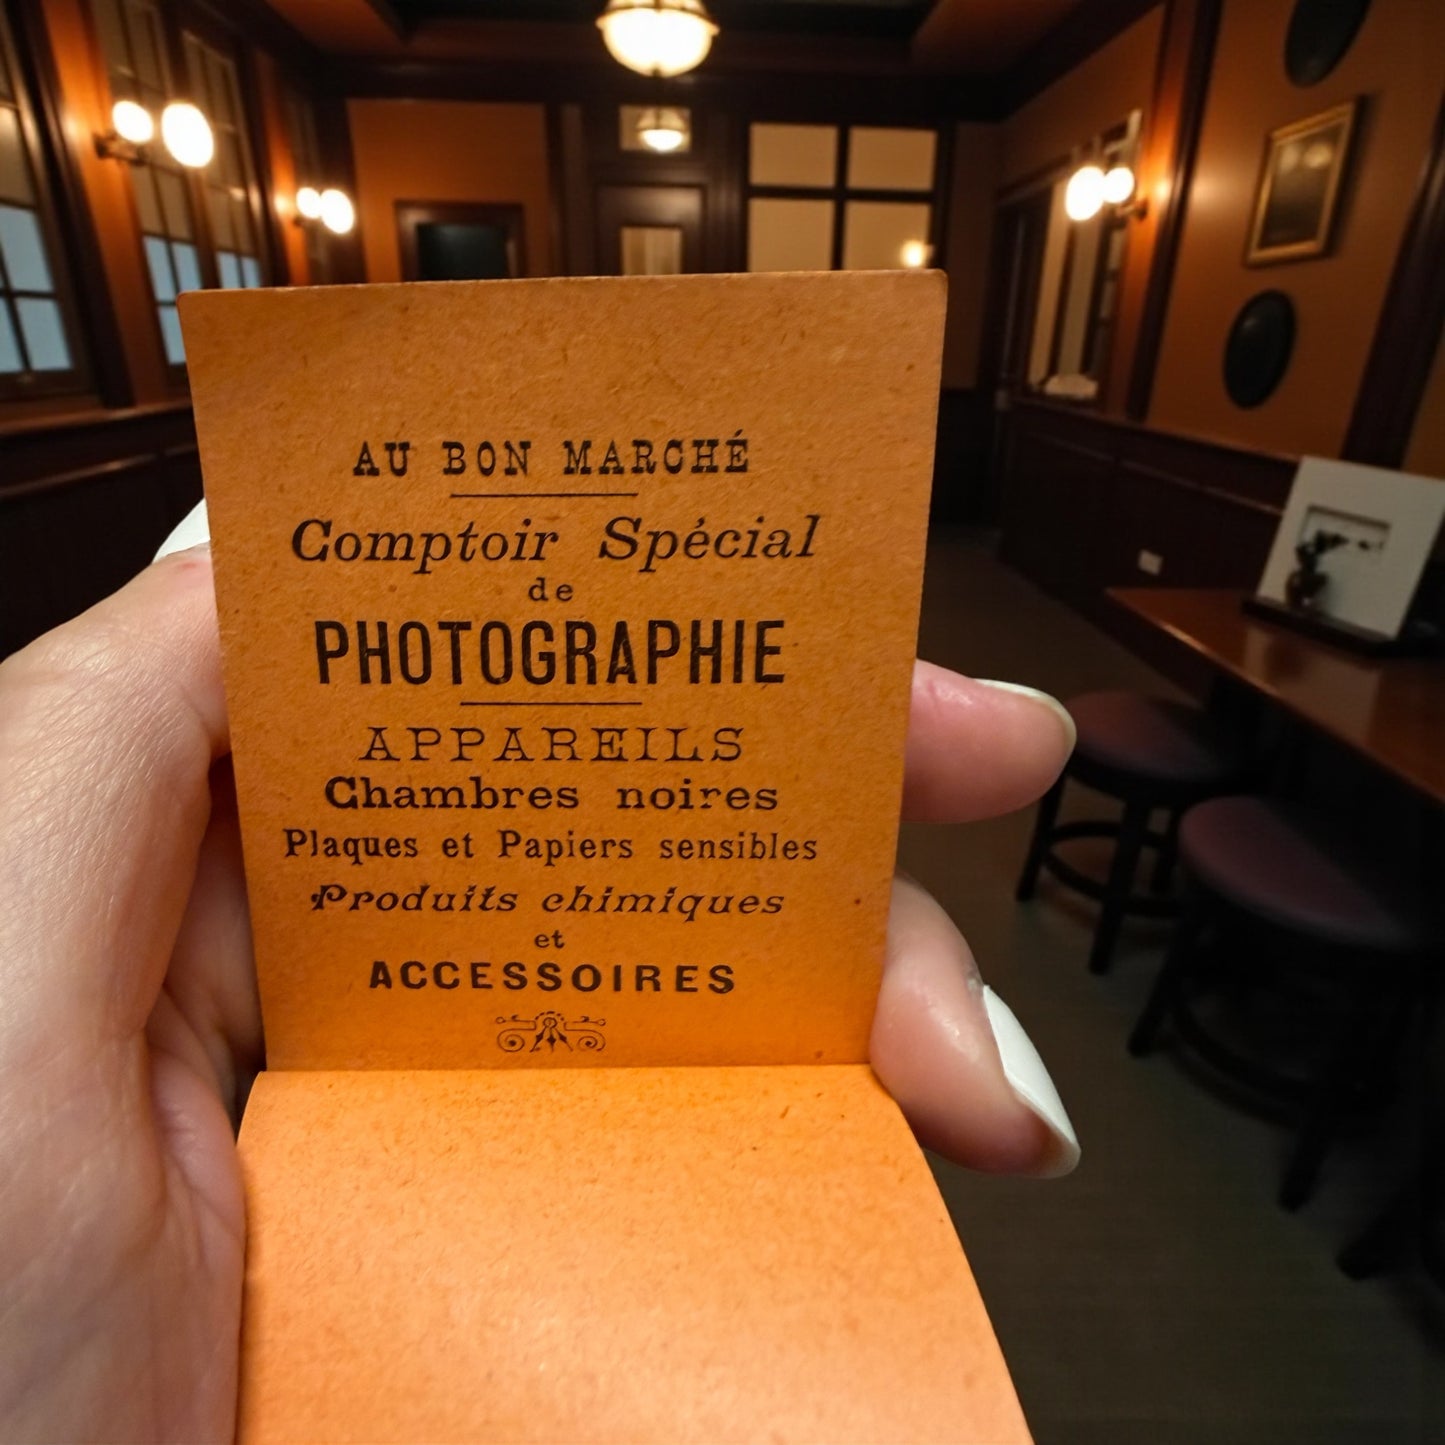 AU BON MARCHÉ
Comptoir Spécial
de
PHOTOGRAPHIE
APPAREILS
Chambres noires
Plaques et Papiers sensibles
Produits chimiques
et
ACCESSOIRES